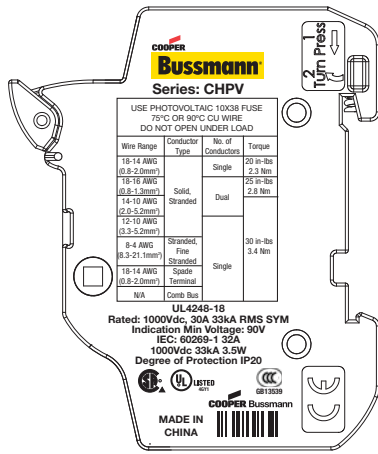 COOPER
Bussmann®
Series: CHPV
1
2
Turn Press
USE PHOTOVOLTAIC 10X38 FUSE
75°C OR 90°C CU WIRE
DO NOT OPEN UNDER LOAD
Wire Range
Conductor
Type
No. of
Conductors
Torque
18-14 AWG
(0.8-2.0mm²)
Single
20 in-lbs
2.3 Nm
18-16 AWG
(0.8-1.3mm²)
Solid,
Stranded
Dual
25 in-lbs
2.8 Nm
14-10 AWG
(2.0-5.2mm²)
12-10 AWG
(3.3-5.2mm²)
Single
30 in-lbs
3.4 Nm
8-4 AWG
(8.3-21.1mm²)
Stranded,
Fine
Stranded
18-14 AWG
(0.8-2.0mm²)
Spade
Terminal
N/A
Comb Bus
UL4248-18
Rated: 1000Vdc, 30A 33kA RMS SYM
Indication Min Voltage: 90V
IEC: 60269-1 32A
1000Vdc 33kA 3.5W
Degree of Protection IP20
UL
LISTED
45Y1
CCC
GB13539
COOPER Bussmann
MADE IN
CHINA
CE